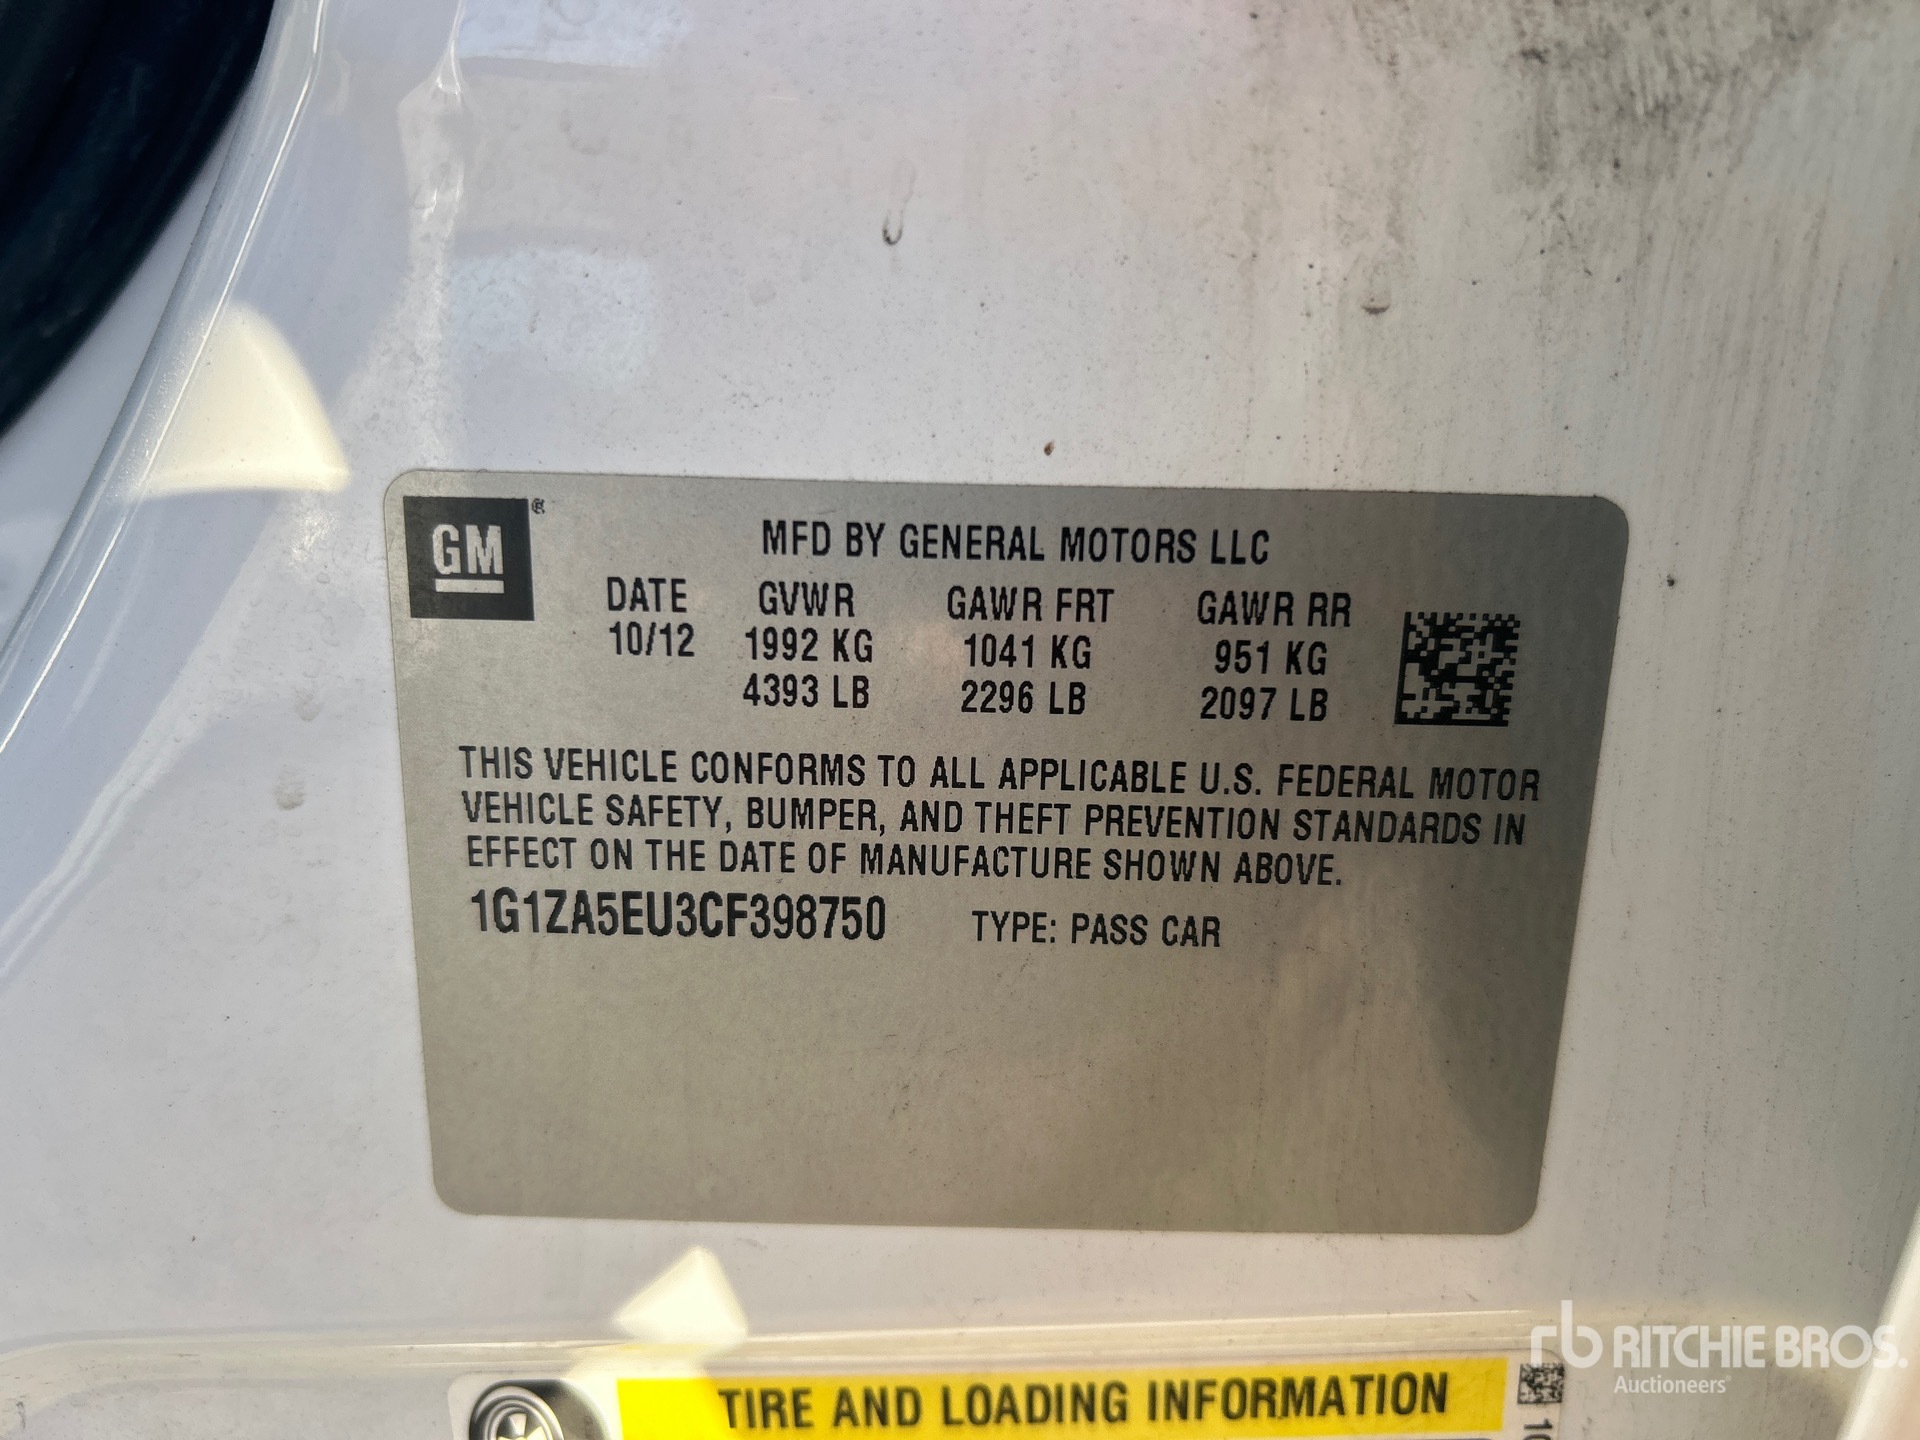 GM®
MFD BY GENERAL MOTORS LLC
DATE GVWR GAWR FRT GAWR RR
10/12 1992 KG 1041 KG 951 KG
4393 LB 2296 LB 2097 LB
THIS VEHICLE CONFORMS TO ALL APPLICABLE U.S. FEDERAL MOTOR
VEHICLE SAFETY, BUMPER, AND THEFT PREVENTION STANDARDS IN
EFFECT ON THE DATE OF MANUFACTURE SHOWN ABOVE.
1G1ZA5EU3CF398750 TYPE: PASS CAR
TIRE AND LOADING INFORMATION
rb RITCHIE BROS.
Auctioneers